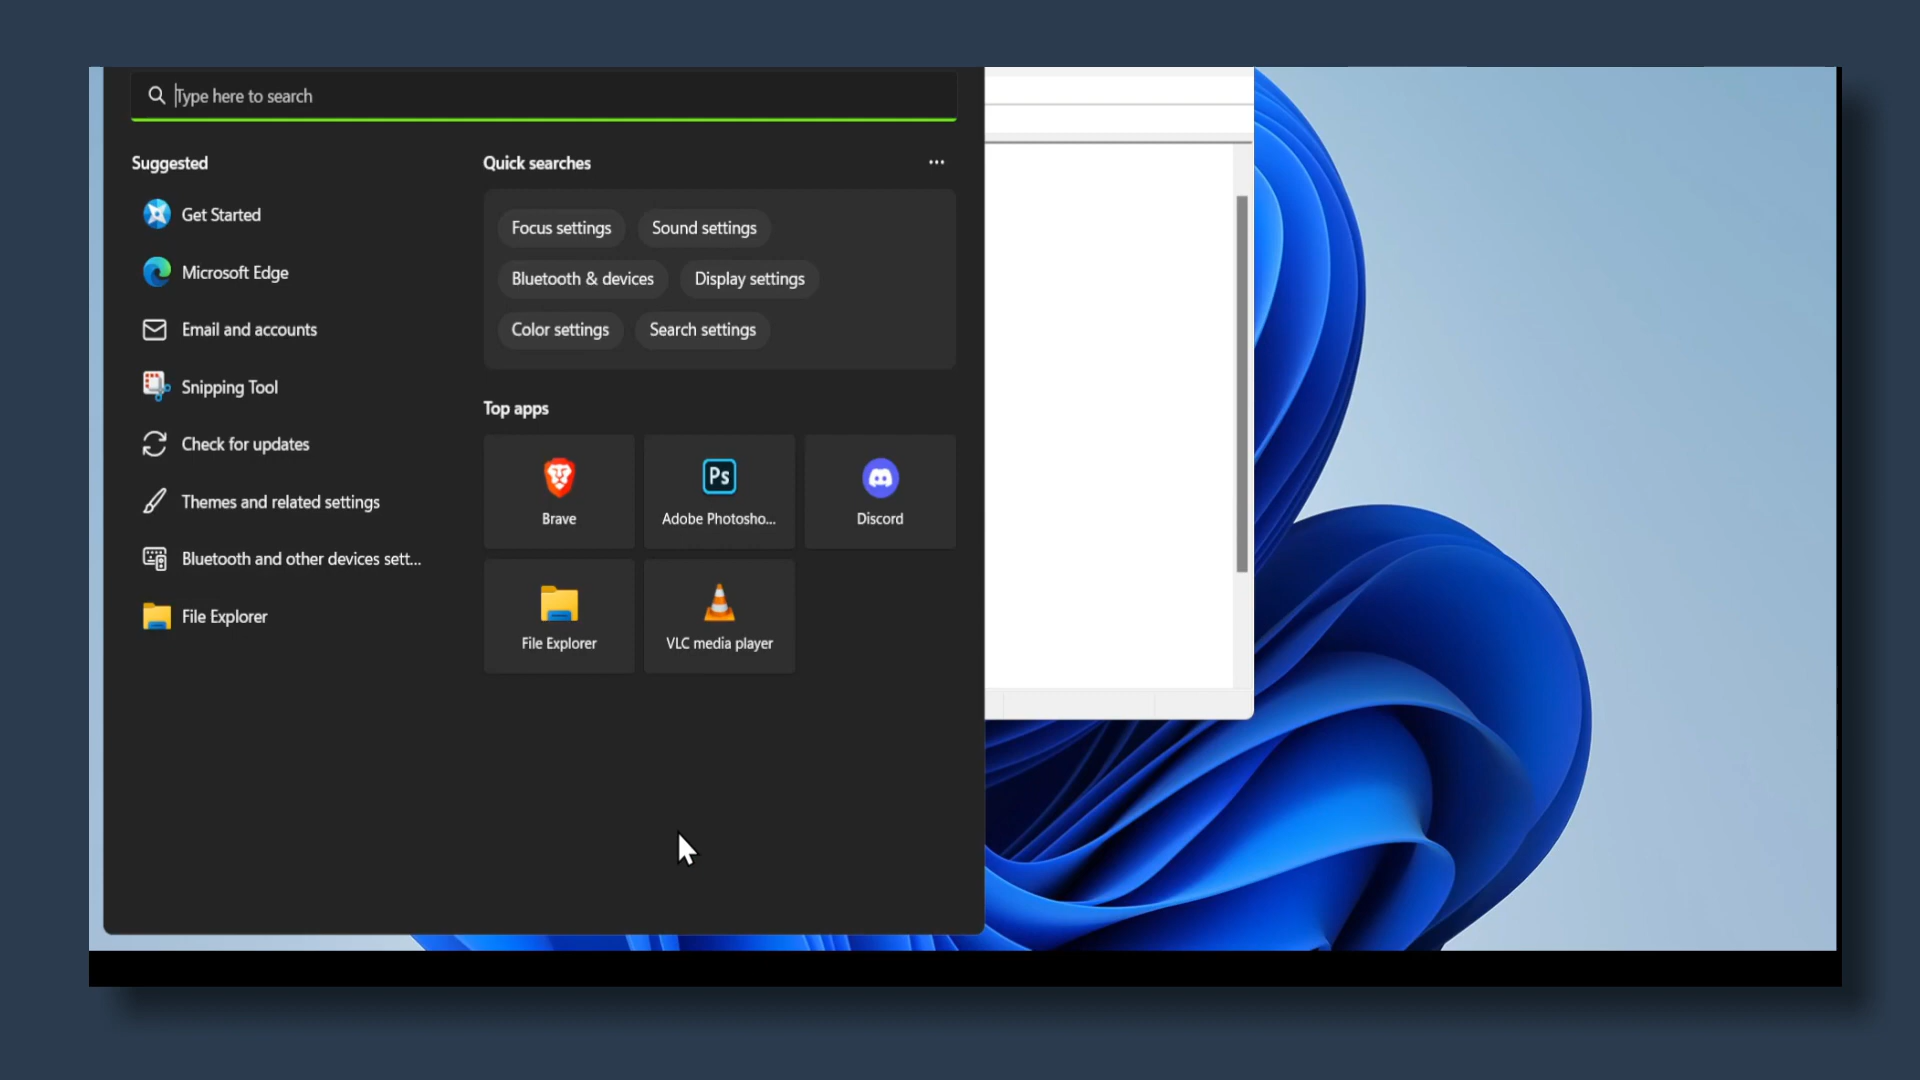 Type here to search
Suggested
Get Started
Microsoft Edge
Email and accounts
Snipping Tool
Check for updates
Themes and related settings
Bluetooth and other devices sett...
File Explorer
Quick searches
Focus settings
Sound settings
Bluetooth & devices
Display settings
Color settings
Search settings
Top apps
Ps
Brave
Adobe Photosho...
Discord
File Explorer
VLC media player